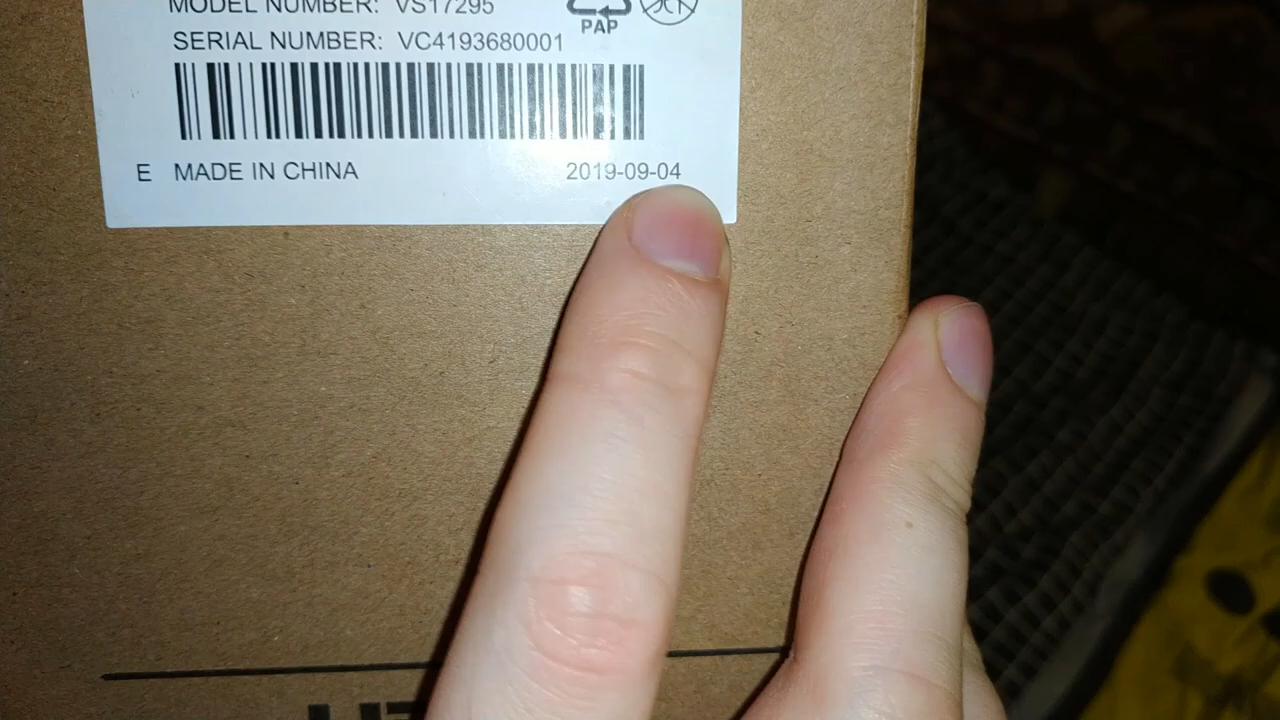 MODEL NUMBER: VS17295
PAP
SERIAL NUMBER: VC4193680001
E MADE IN CHINA 2019-09-04